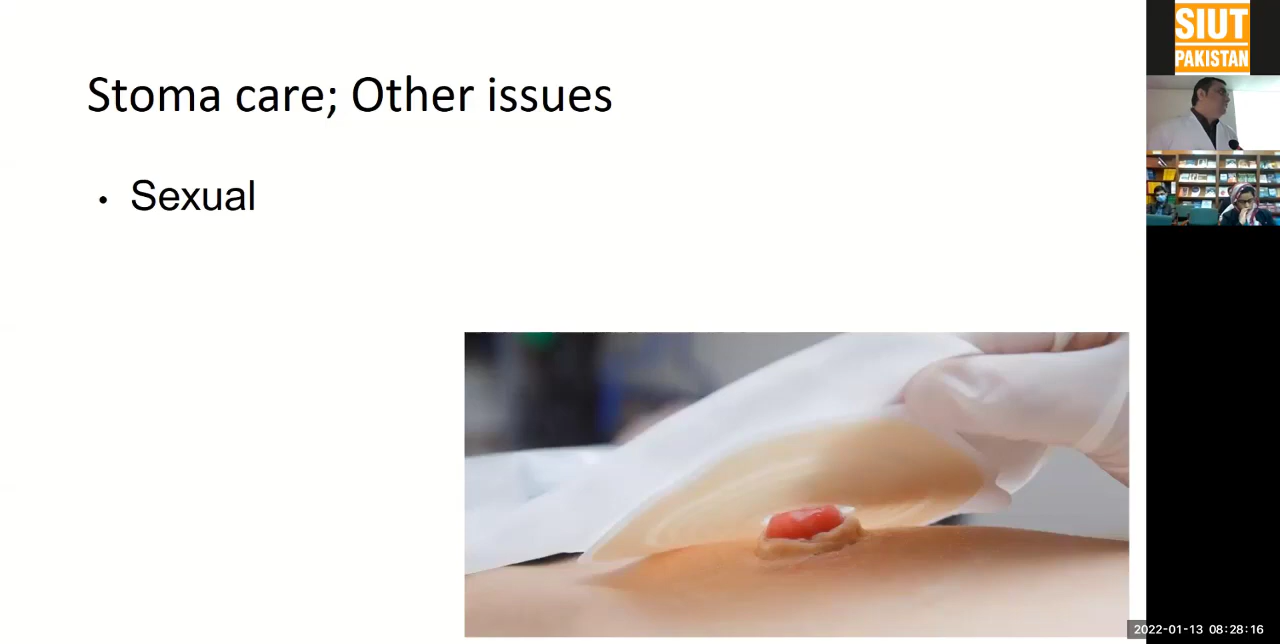 Stoma care; Other issues
• Sexual
SIUT
PAKISTAN
2022-01-13 08:28:16